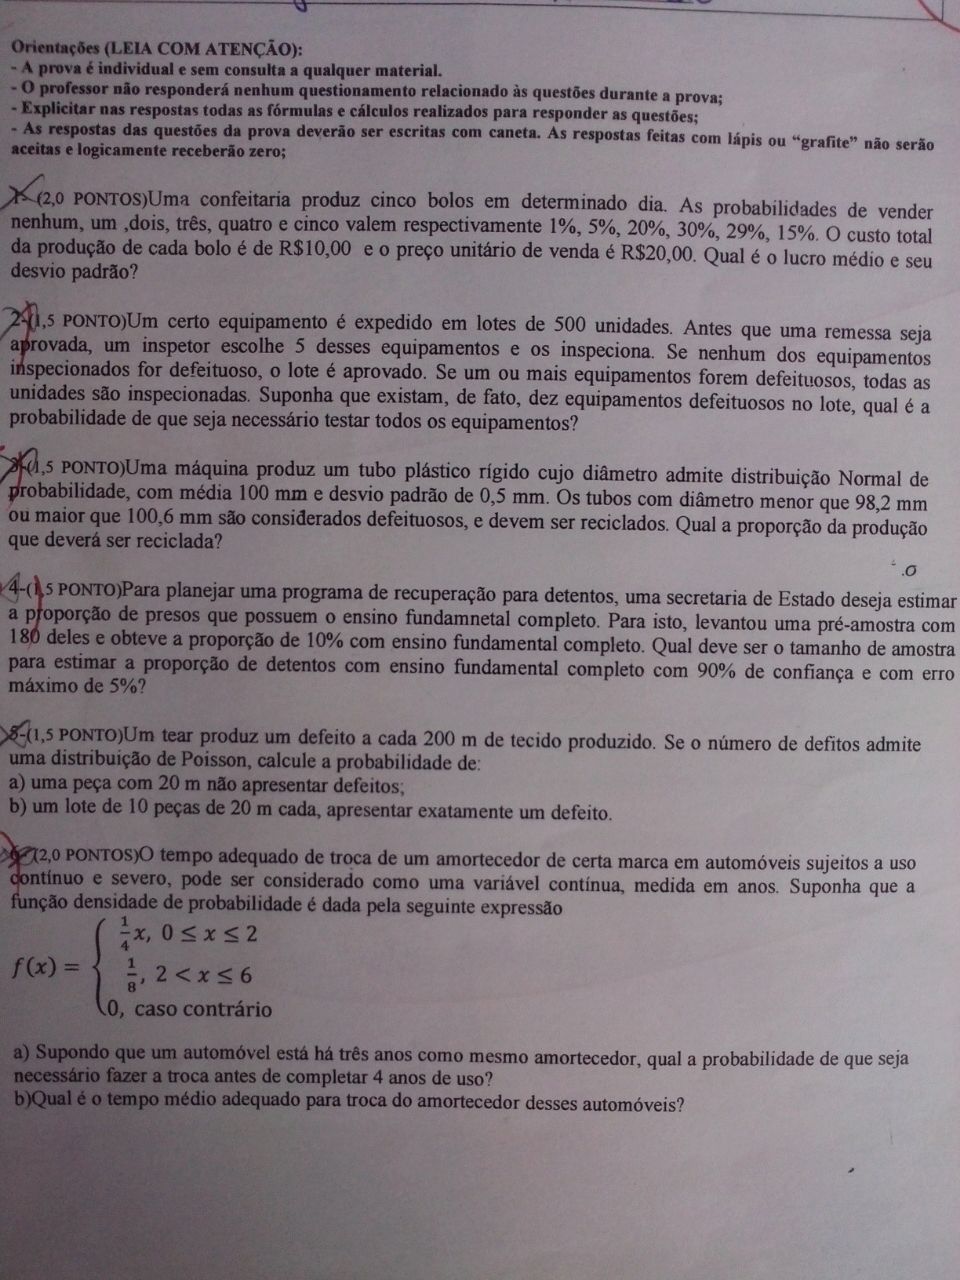 Orientações (LEIA COM ATENÇÃO):
- A prova é individual e sem consulta a qualquer material.
- O professor não responderá nenhum questionamento relacionado às questões durante a prova;
- Explicitar nas respostas todas as fórmulas e cálculos realizados para responder as questões;
- As respostas das questões da prova deverão ser escritas com caneta. As respostas feitas com lápis ou “grafite” não serão
aceitas e logicamente receberão zero;
1- (2,0 PONTOS)Uma confeitaria produz cinco bolos em determinado dia. As probabilidades de vender
nenhum, um ,dois, três, quatro e cinco valem respectivamente 1%, 5%, 20%, 30%, 29%, 15%. O custo total
da produção de cada bolo é de R$10,00 e o preço unitário de venda é R$20,00. Qual é o lucro médio e seu
desvio padrão?
2-(1,5 PONTO)Um certo equipamento é expedido em lotes de 500 unidades. Antes que uma remessa seja
aprovada, um inspetor escolhe 5 desses equipamentos e os inspeciona. Se nenhum dos equipamentos
inspecionados for defeituoso, o lote é aprovado. Se um ou mais equipamentos forem defeituosos, todas as
unidades são inspecionadas. Suponha que existam, de fato, dez equipamentos defeituosos no lote, qual é a
probabilidade de que seja necessário testar todos os equipamentos?
3-(1,5 PONTO)Uma máquina produz um tubo plástico rígido cujo diâmetro admite distribuição Normal de
probabilidade, com média 100 mm e desvio padrão de 0,5 mm. Os tubos com diâmetro menor que 98,2 mm
ou maior que 100,6 mm são considerados defeituosos, e devem ser reciclados. Qual a proporção da produção
que deverá ser reciclada?
4-(1,5 PONTO)Para planejar uma programa de recuperação para detentos, uma secretaria de Estado deseja estimar
a proporção de presos que possuem o ensino fundamnetal completo. Para isto, levantou uma pré-amostra com
180 deles e obteve a proporção de 10% com ensino fundamental completo. Qual deve ser o tamanho de amostra
para estimar a proporção de detentos com ensino fundamental completo com 90% de confiança e com erro
máximo de 5%?
5-(1,5 PONTO)Um tear produz um defeito a cada 200 m de tecido produzido. Se o número de defitos admite
uma distribuição de Poisson, calcule a probabilidade de:
a) uma peça com 20 m não apresentar defeitos;
b) um lote de 10 peças de 20 m cada, apresentar exatamente um defeito.
6-(2,0 PONTOS)O tempo adequado de troca de um amortecedor de certa marca em automóveis sujeitos a uso
contínuo e severo, pode ser considerado como uma variável contínua, medida em anos. Suponha que a
função densidade de probabilidade é dada pela seguinte expressão
f(x) = { 1/4 x, 0 ≤ x ≤ 2
1/8, 2 < x ≤ 6
0, caso contrário
a) Supondo que um automóvel está há três anos como mesmo amortecedor, qual a probabilidade de que seja
necessário fazer a troca antes de completar 4 anos de uso?
b)Qual é o tempo médio adequado para troca do amortecedor desses automóveis?